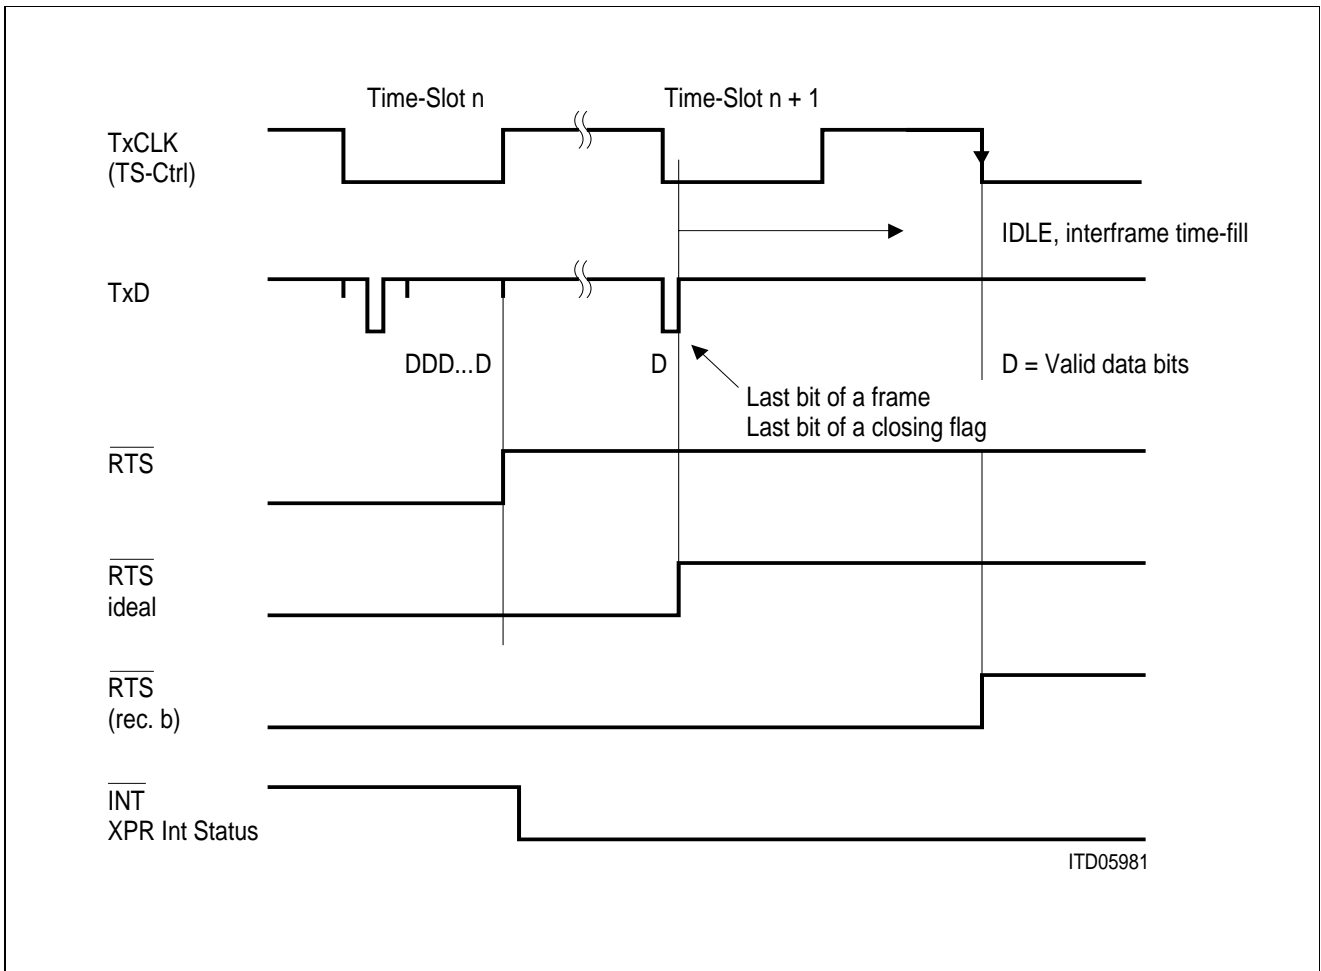 Time-Slot n
Time-Slot n + 1
TxCLK
(TS-Ctrl)
IDLE, interframe time-fill
TxD
DDD...D
D
D = Valid data bits
Last bit of a frame
Last bit of a closing flag
RTS
RTS
ideal
RTS
(rec. b)
INT
XPR Int Status
ITD05981